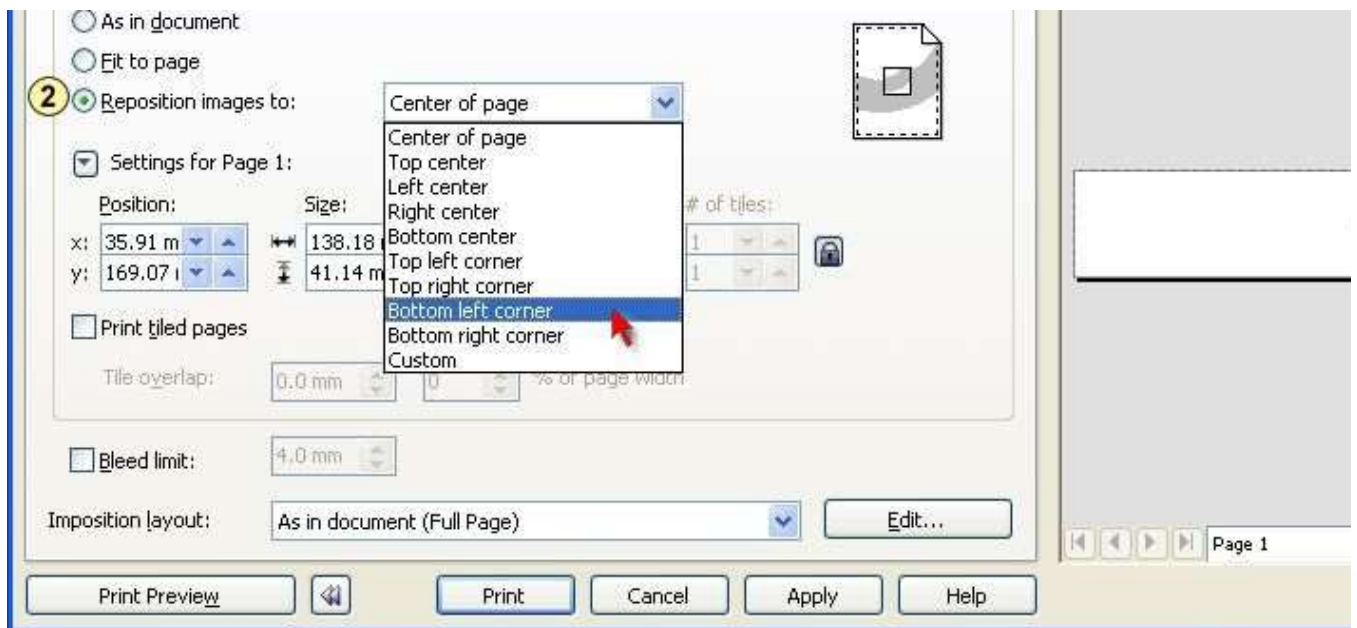 As in document
Fit to page
2 Reposition images to: Center of page
Center of page
Top center
Left center
Right center
Bottom center
Top left corner
Top right corner
Bottom left corner
Bottom right corner
Custom
Settings for Page 1:
Position: Size: # of tiles:
x: 35.91 m 138.18 1
y: 169.07 41.14 m 1
Print tiled pages
Tile overlap: 0.0 mm 0 % of page width
Bleed limit: 4.0 mm
Imposition layout: As in document (Full Page) Edit...
Page 1
Print Preview Print Cancel Apply Help